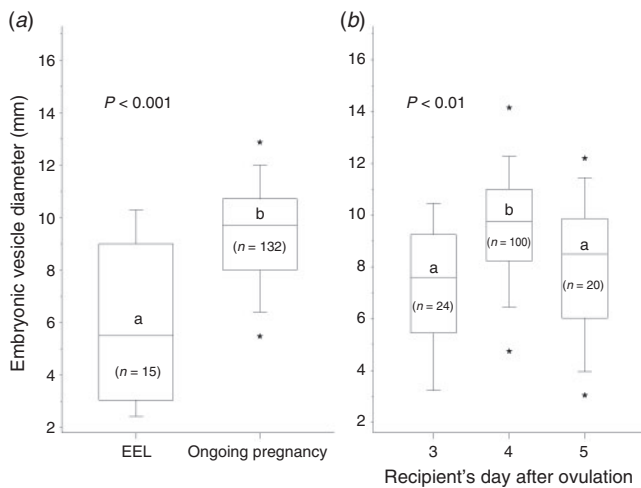 (a)
Embryonic vesicle diameter (mm)
16
14
12
10
8
6
4
2
P < 0.001
a
(n = 15)
*
b
(n = 132)
*
EEL
Ongoing pregnancy
(b)
16
14
12
10
8
6
4
2
P < 0.01
a
(n = 24)
*
b
(n = 100)
*
*
a
(n = 20)
*
3
4
5
Recipient's day after ovulation